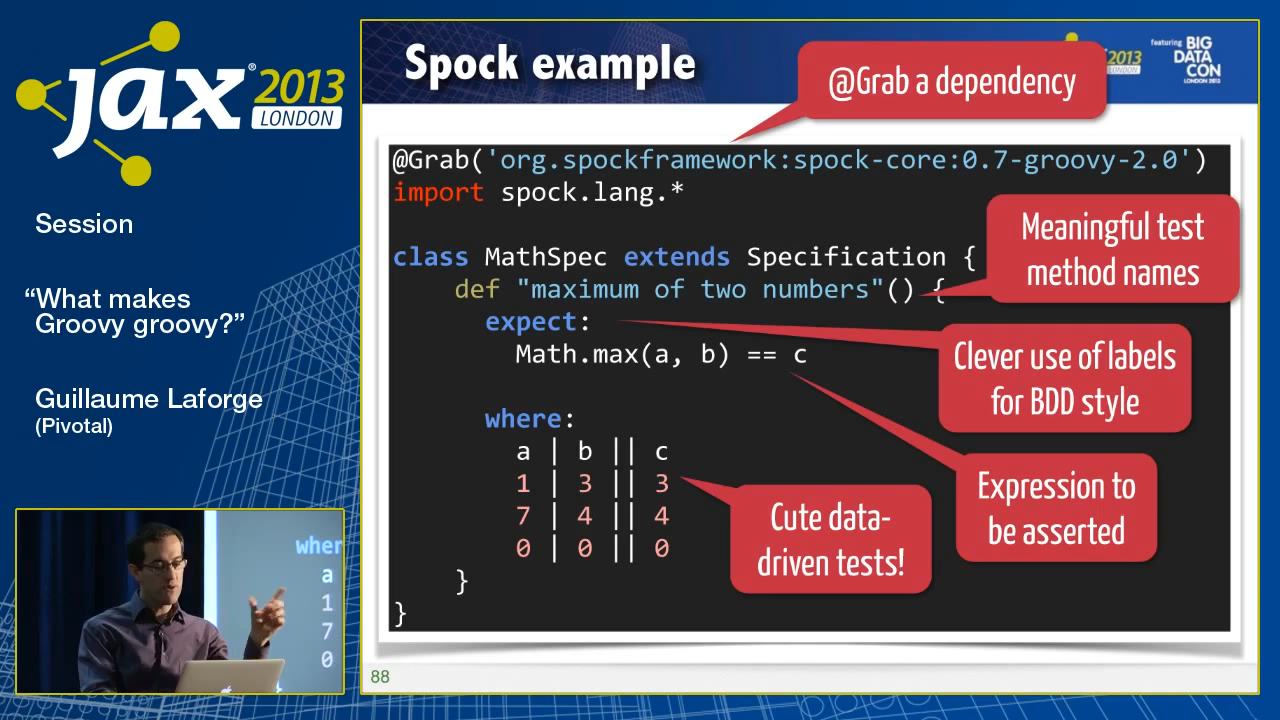 jax® 2013
LONDON
Session
“What makes
Groovy groovy?”
Guillaume Laforge
(Pivotal)
wher
a
1
7
0
Spock example
2013
LONDON
featuring BIG
DATA
CON
LONDON 2013
@Grab a dependency
@Grab('org.spockframework:spock-core:0.7-groovy-2.0')
import spock.lang.*
class MathSpec extends Specification {
def "maximum of two numbers"() {
expect:
Math.max(a, b) == c
where:
a | b || c
1 | 3 || 3
7 | 4 || 4
0 | 0 || 0
}
}
Meaningful test
method names
Clever use of labels
for BDD style
Expression to
be asserted
Cute data-
driven tests!
88